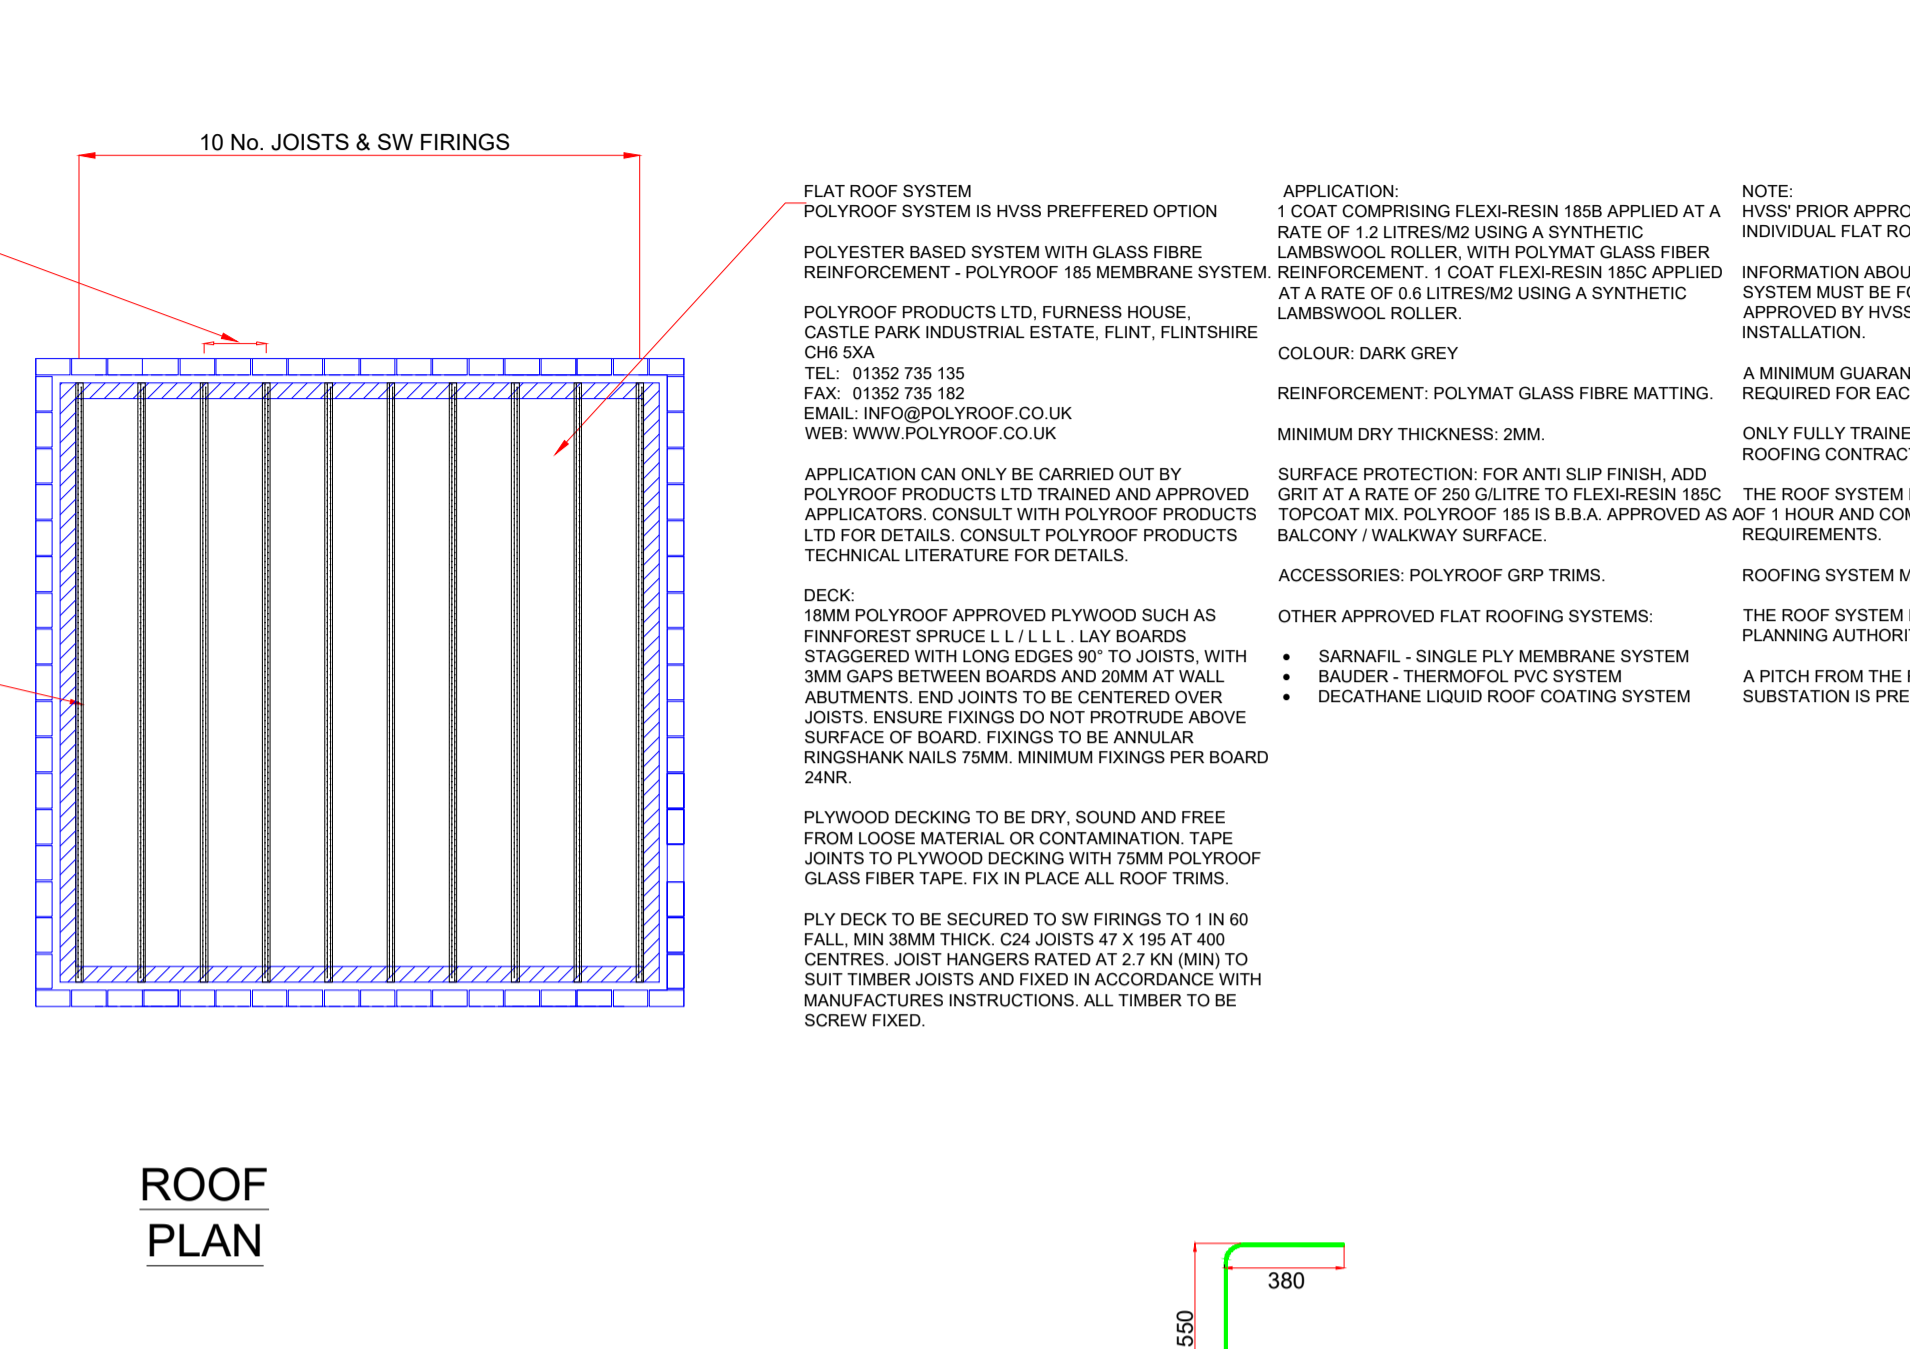 10 No. JOISTS & SW FIRINGS
FLAT ROOF SYSTEM
POLYROOF SYSTEM IS HVSS PREFFERED OPTION
POLYESTER BASED SYSTEM WITH GLASS FIBRE
REINFORCEMENT - POLYROOF 185 MEMBRANE SYSTEM.
POLYROOF PRODUCTS LTD, FURNESS HOUSE,
CASTLE PARK INDUSTRIAL ESTATE, FLINT, FLINTSHIRE
CH6 5XA
TEL: 01352 735 135
FAX: 01352 735 182
EMAIL: INFO@POLYROOF.CO.UK
WEB: WWW.POLYROOF.CO.UK
APPLICATION CAN ONLY BE CARRIED OUT BY
POLYROOF PRODUCTS LTD TRAINED AND APPROVED
APPLICATORS. CONSULT WITH POLYROOF PRODUCTS
LTD FOR DETAILS. CONSULT POLYROOF PRODUCTS
TECHNICAL LITERATURE FOR DETAILS.
DECK:
18MM POLYROOF APPROVED PLYWOOD SUCH AS
FINNFOREST SPRUCE L L / L L L . LAY BOARDS
STAGGERED WITH LONG EDGES 90° TO JOISTS, WITH
3MM GAPS BETWEEN BOARDS AND 20MM AT WALL
ABUTMENTS. END JOINTS TO BE CENTERED OVER
JOISTS. ENSURE FIXINGS DO NOT PROTRUDE ABOVE
SURFACE OF BOARD. FIXINGS TO BE ANNULAR
RINGSHANK NAILS 75MM. MINIMUM FIXINGS PER BOARD
24NR.
PLYWOOD DECKING TO BE DRY, SOUND AND FREE
FROM LOOSE MATERIAL OR CONTAMINATION. TAPE
JOINTS TO PLYWOOD DECKING WITH 75MM POLYROOF
GLASS FIBER TAPE. FIX IN PLACE ALL ROOF TRIMS.
PLY DECK TO BE SECURED TO SW FIRINGS TO 1 IN 60
FALL, MIN 38MM THICK. C24 JOISTS 47 X 195 AT 400
CENTRES. JOIST HANGERS RATED AT 2.7 KN (MIN) TO
SUIT TIMBER JOISTS AND FIXED IN ACCORDANCE WITH
MANUFACTURES INSTRUCTIONS. ALL TIMBER TO BE
SCREW FIXED.
APPLICATION:
1 COAT COMPRISING FLEXI-RESIN 185B APPLIED AT A
RATE OF 1.2 LITRES/M2 USING A SYNTHETIC
LAMBSWOOL ROLLER, WITH POLYMAT GLASS FIBER
REINFORCEMENT. 1 COAT FLEXI-RESIN 185C APPLIED
AT A RATE OF 0.6 LITRES/M2 USING A SYNTHETIC
LAMBSWOOL ROLLER.
COLOUR: DARK GREY
REINFORCEMENT: POLYMAT GLASS FIBRE MATTING.
MINIMUM DRY THICKNESS: 2MM.
SURFACE PROTECTION: FOR ANTI SLIP FINISH, ADD
GRIT AT A RATE OF 250 G/LITRE TO FLEXI-RESIN 185C
TOPCOAT MIX. POLYROOF 185 IS B.B.A. APPROVED AS A
BALCONY / WALKWAY SURFACE.
ACCESSORIES: POLYROOF GRP TRIMS.
OTHER APPROVED FLAT ROOFING SYSTEMS:
• SARNAFIL - SINGLE PLY MEMBRANE SYSTEM
• BAUDER - THERMOFOL PVC SYSTEM
• DECATHANE LIQUID ROOF COATING SYSTEM
NOTE:
HVSS' PRIOR
INDIVIDUAL FLAT
INFORMATION
SYSTEM MUST BE
APPROVED BY
INSTALLATION.
A MINIMUM
REQUIRED FOR
ONLY FULLY
ROOFING
THE ROOF SYSTEM
OF 1 HOUR AND
REQUIREMENTS.
ROOFING SYSTEM
THE ROOF SYSTEM
PLANNING
A PITCH FROM THE
SUBSTATION IS
ROOF
PLAN
380
550